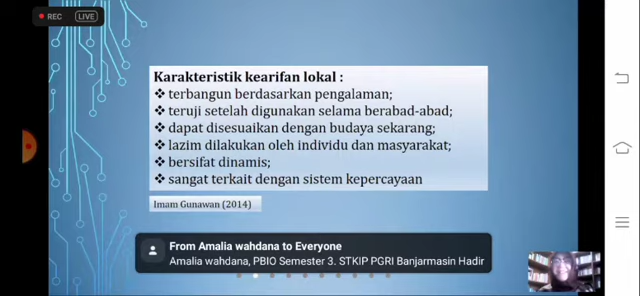 REC
LIVE
Karakteristik kearifan lokal :
❖ terbangun berdasarkan pengalaman;
❖ teruji setelah digunakan selama berabad-abad;
❖ dapat disesuaikan dengan budaya sekarang;
❖ lazim dilakukan oleh individu dan masyarakat;
❖ bersifat dinamis;
❖ sangat terkait dengan sistem kepercayaan
Imam Gunawan (2014)
From Amalia wahdana to Everyone
Amalia wahdana, PBIO Semester 3. STKIP PGRI Banjarmasin Hadir